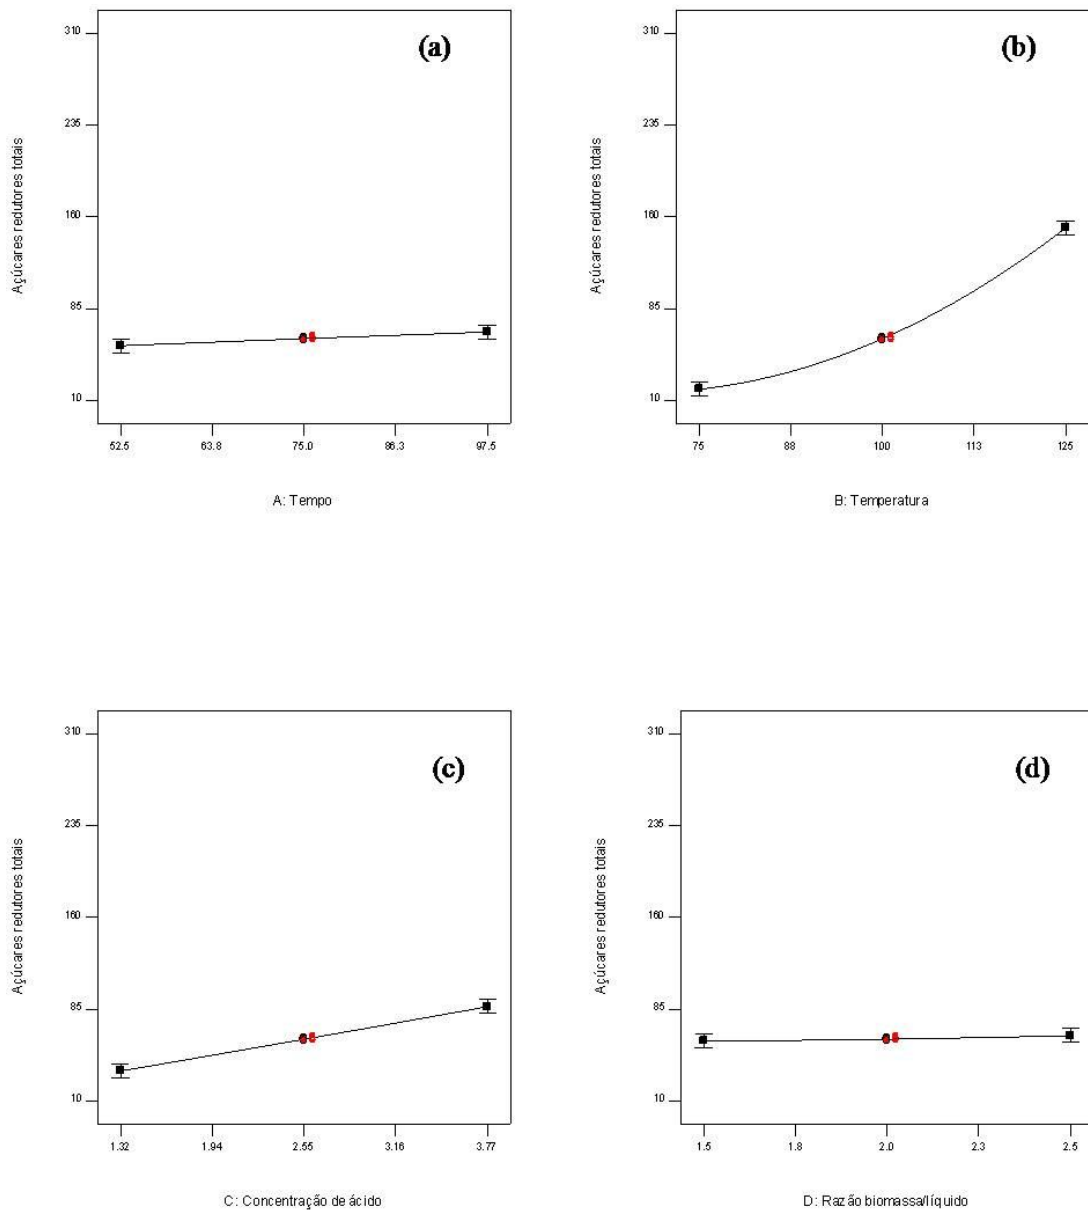 (a)
310
235
160
85
10
Açúcares redutores totais
52.5 63.8 75.0 86.3 97.5
A: Tempo
(b)
310
235
160
85
10
Açúcares redutores totais
75 88 100 113 125
B: Temperatura
(c)
310
235
160
85
10
Açúcares redutores totais
1.32 1.94 2.55 3.16 3.77
C: Concentração de ácido
(d)
310
235
160
85
10
Açúcares redutores totais
1.5 1.8 2.0 2.3 2.5
D: Razão biomassa/líquido